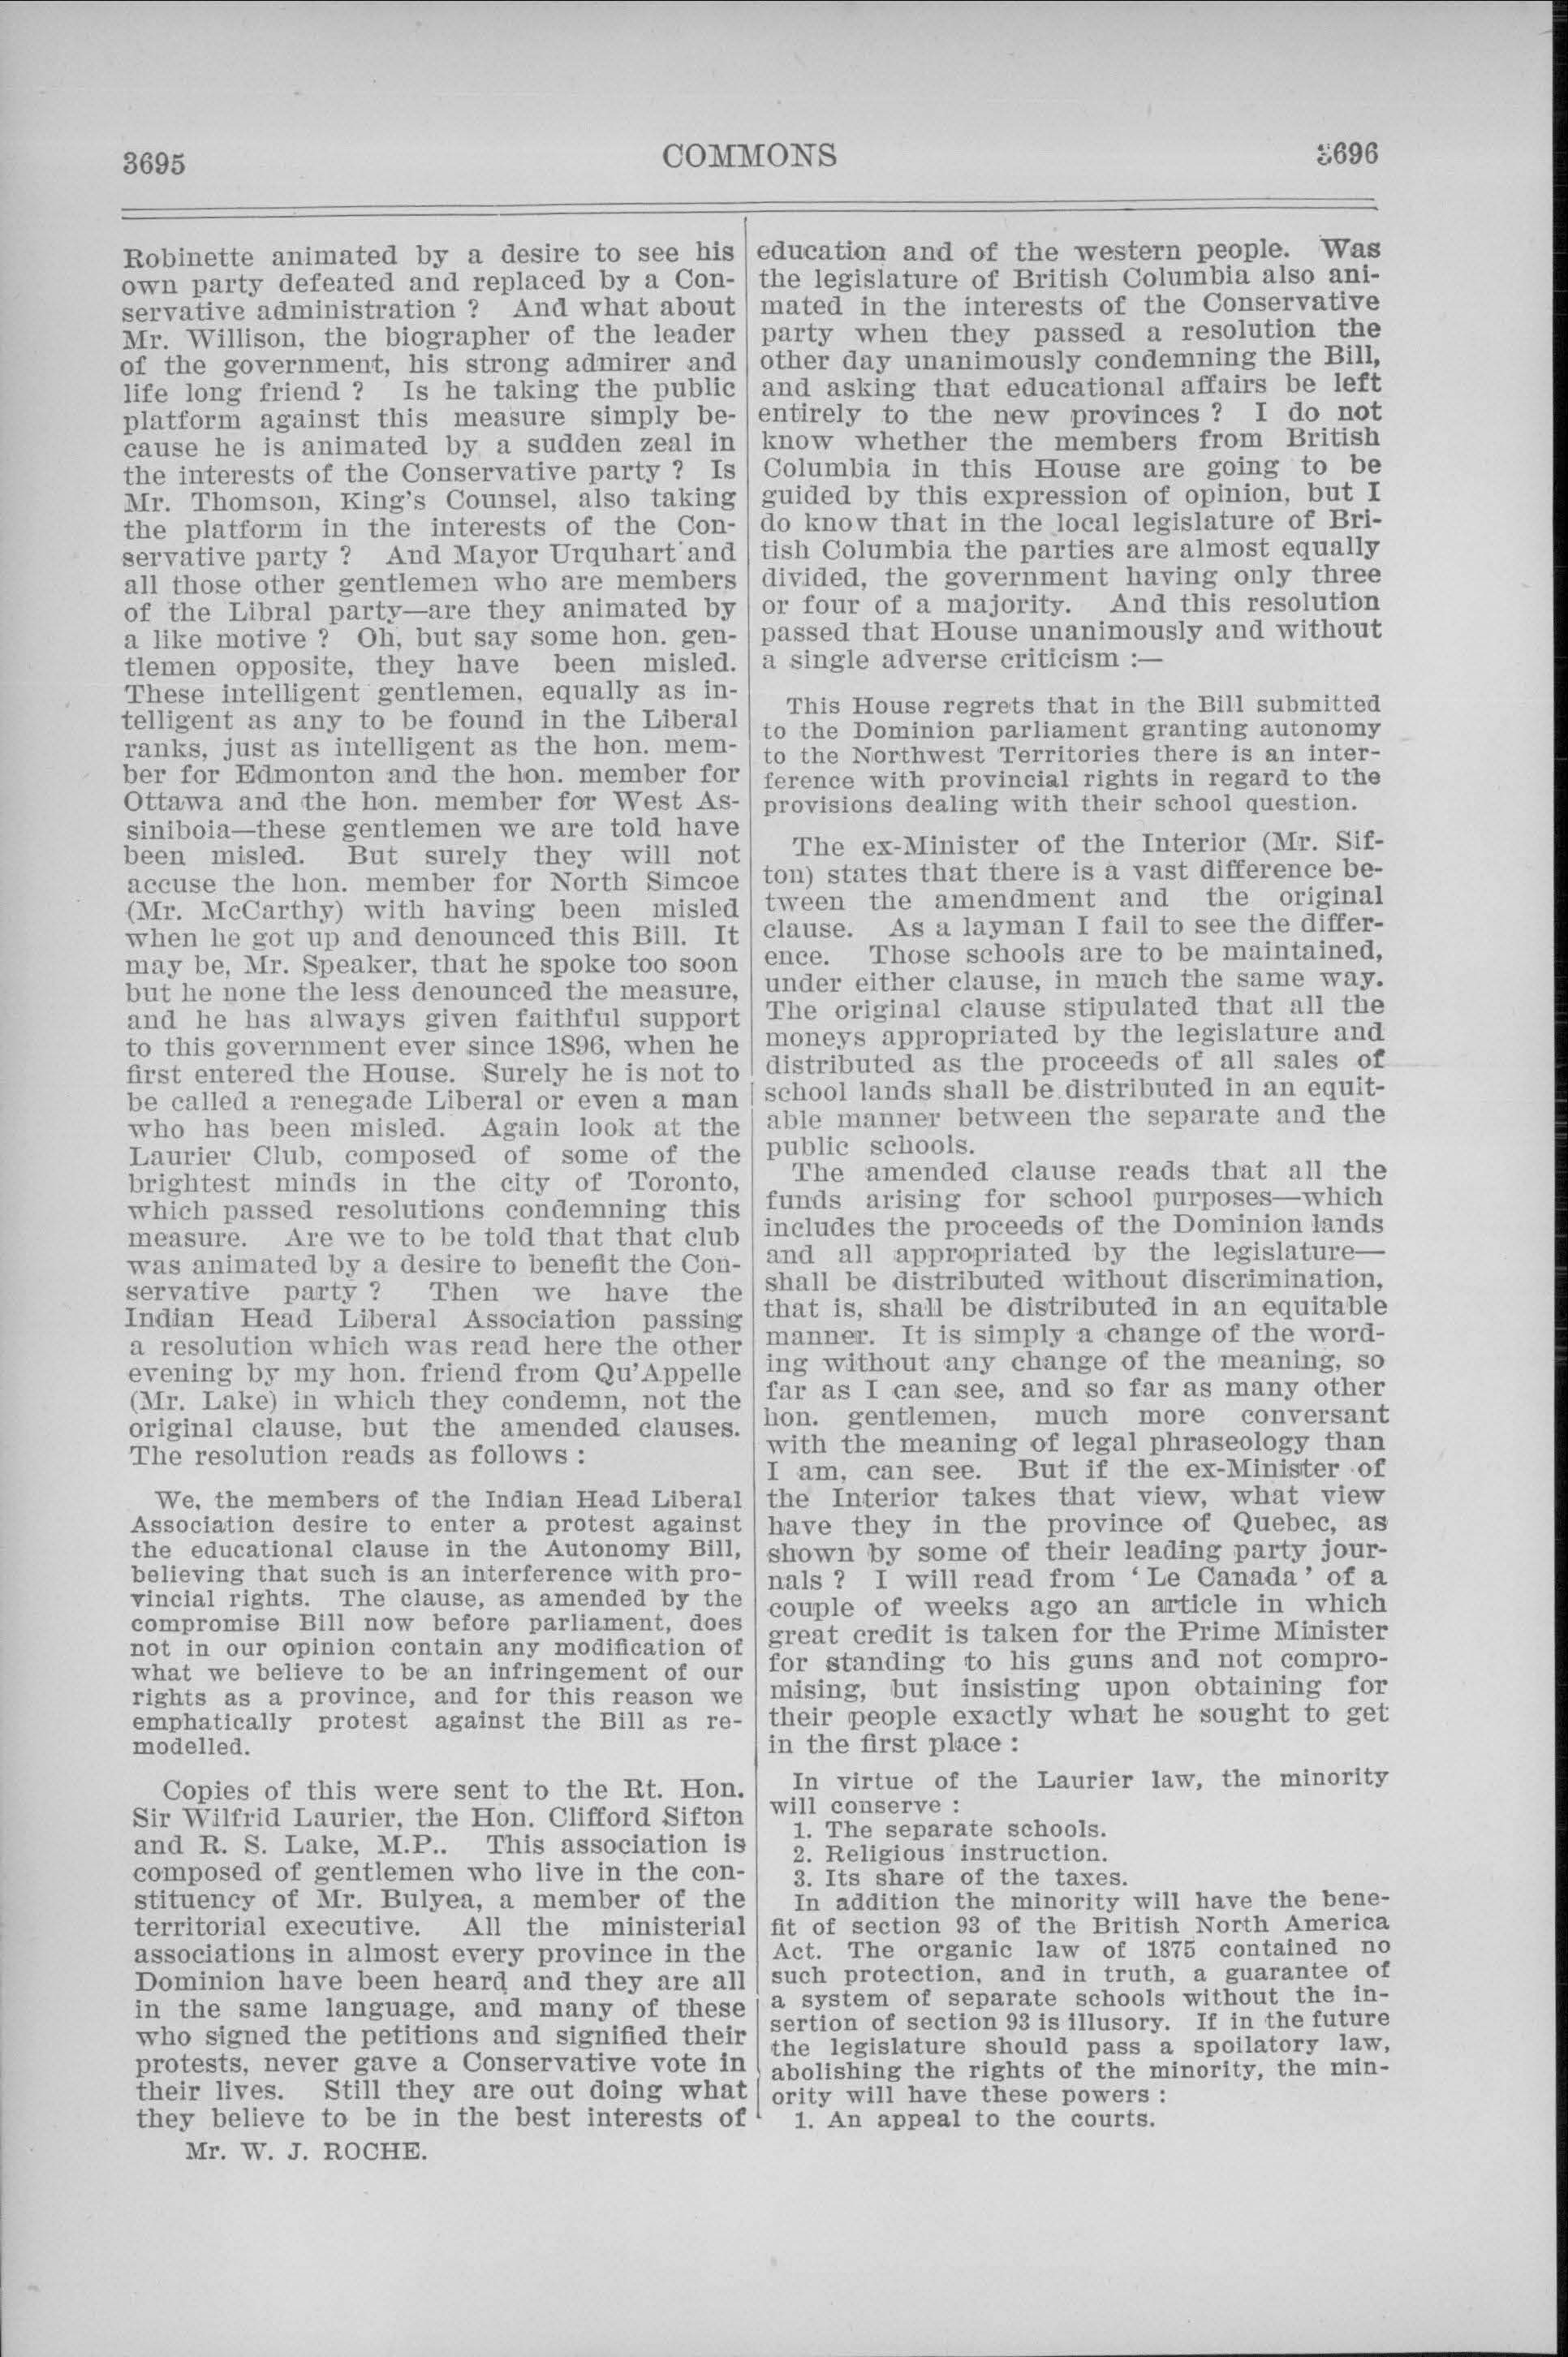 3695
COMMONS
3696
Robinette animated by a desire to see his
own party defeated and replaced by a Con-
servative administration ? And what about
Mr. Willison, the biographer of the leader
of the government, his strong admirer and
life long friend ? Is he taking the public
platform against this measure simply be-
cause he is animated by a sudden zeal in
the interests of the Conservative party ? Is
Mr. Thomson, King's Counsel, also taking
the platform in the interests of the Con-
servative party ? And Mayor Urquhart and
all those other gentlemen who are members
of the Libral party—are they animated by
a like motive ? Oh, but say some hon. gen-
tlemen opposite, they have been misled.
These intelligent gentlemen, equally as in-
telligent as any to be found in the Liberal
ranks, just as intelligent as the hon. mem-
ber for Edmonton and the hon. member for
Ottawa and the hon. member for West As-
siniboia—these gentlemen we are told have
been misled. But surely they will not
accuse the hon. member for North Simcoe
(Mr. McCarthy) with having been misled
when he got up and denounced this Bill. It
may be, Mr. Speaker, that he spoke too soon
but he none the less denounced the measure,
and he has always given faithful support
to this government ever since 1896, when he
first entered the House. Surely he is not to
be called a renegade Liberal or even a man
who has been misled. Again look at the
Laurier Club, composed of some of the
brightest minds in the city of Toronto,
which passed resolutions condemning this
measure. Are we to be told that that club
was animated by a desire to benefit the Con-
servative party ? Then we have the
Indian Head Liberal Association passing
a resolution which was read here the other
evening by my hon. friend from Qu'Appelle
(Mr. Lake) in which they condemn, not the
original clause, but the amended clauses.
The resolution reads as follows :
We, the members of the Indian Head Liberal
Association desire to enter a protest against
the educational clause in the Autonomy Bill,
believing that such is an interference with pro-
vincial rights. The clause, as amended by the
compromise Bill now before parliament, does
not in our opinion contain any modification of
what we believe to be an infringement of our
rights as a province, and for this reason we
emphatically protest against the Bill as re-
modelled.
Copies of this were sent to the Rt. Hon.
Sir Wilfrid Laurier, the Hon. Clifford Sifton
and R. S. Lake, M.P.. This association is
composed of gentlemen who live in the con-
stituency of Mr. Bulyea, a member of the
territorial executive. All the ministerial
associations in almost every province in the
Dominion have been heard and they are all
in the same language, and many of these
who signed the petitions and signified their
protests, never gave a Conservative vote in
their lives. Still they are out doing what
they believe to be in the best interests of
Mr. W. J. ROCHE.
education and of the western people. Was
the legislature of British Columbia also ani-
mated in the interests of the Conservative
party when they passed a resolution the
other day unanimously condemning the Bill,
and asking that educational affairs be left
entirely to the new provinces ? I do not
know whether the members from British
Columbia in this House are going to be
guided by this expression of opinion, but I
do know that in the local legislature of Bri-
tish Columbia the parties are almost equally
divided, the government having only three
or four of a majority. And this resolution
passed that House unanimously and without
a single adverse criticism :—
This House regrets that in the Bill submitted
to the Dominion parliament granting autonomy
to the Northwest Territories there is an inter-
ference with provincial rights in regard to the
provisions dealing with their school question.
The ex-Minister of the Interior (Mr. Sif-
ton) states that there is a vast difference be-
tween the amendment and the original
clause. As a layman I fail to see the differ-
ence. Those schools are to be maintained,
under either clause, in much the same way.
The original clause stipulated that all the
moneys appropriated by the legislature and
distributed as the proceeds of all sales of
school lands shall be distributed in an equit-
able manner between the separate and the
public schools.
The amended clause reads that all the
funds arising for school purposes—which
includes the proceeds of the Dominion lands
and all appropriated by the legislature—
shall be distributed without discrimination,
that is, shall be distributed in an equitable
manner. It is simply a change of the word-
ing without any change of the meaning, so
far as I can see, and so far as many other
hon. gentlemen, much more conversant
with the meaning of legal phraseology than
I am, can see. But if the ex-Minister of
the Interior takes that view, what view
have they in the province of Quebec, as
shown by some of their leading party jour-
nals ? I will read from ‘ Le Canada ’ of a
couple of weeks ago an article in which
great credit is taken for the Prime Minister
for standing to his guns and not compro-
mising, but insisting upon obtaining for
their people exactly what he sought to get
in the first place :
In virtue of the Laurier law, the minority
will conserve :
1. The separate schools.
2. Religious instruction.
3. Its share of the taxes.
In addition the minority will have the bene-
fit of section 93 of the British North America
Act. The organic law of 1875 contained no
such protection, and in truth, a guarantee of
a system of separate schools without the in-
sertion of section 93 is illusory. If in the future
the legislature should pass a spoilatory law,
abolishing the rights of the minority, the min-
ority will have these powers :
1. An appeal to the courts.